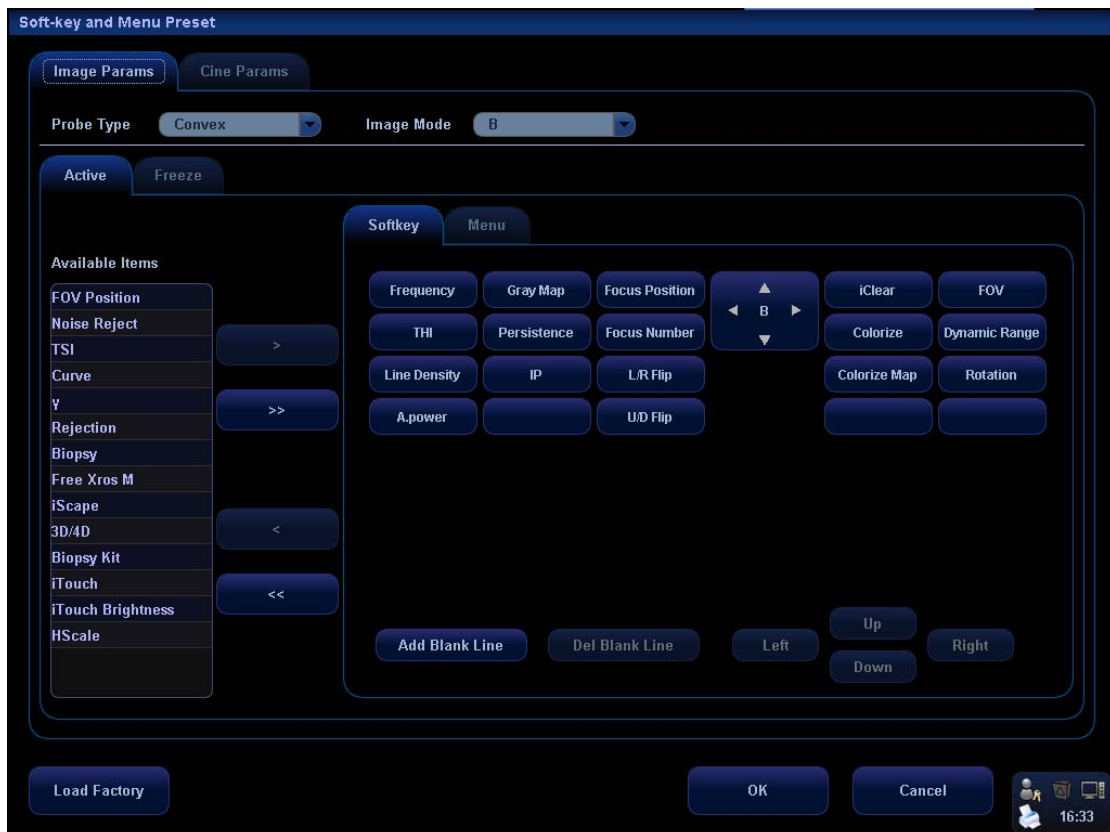 Soft-key and Menu Preset
Image Params Cine Params
Probe Type Convex Image Mode B
Active Freeze
Softkey Menu
Available Items
FOV Position
Noise Reject
TSI
Curve
γ
Rejection
Biopsy
Free Xros M
iScape
3D/4D
Biopsy Kit
iTouch
iTouch Brightness
HScale
>
>>
<
<<
Frequency Gray Map Focus Position B iClear FOV
THI Persistence Focus Number Colorize Dynamic Range
Line Density IP L/R Flip Colorize Map Rotation
A.power U/D Flip
Add Blank Line Del Blank Line Left Up Down Right
Load Factory OK Cancel
16:33